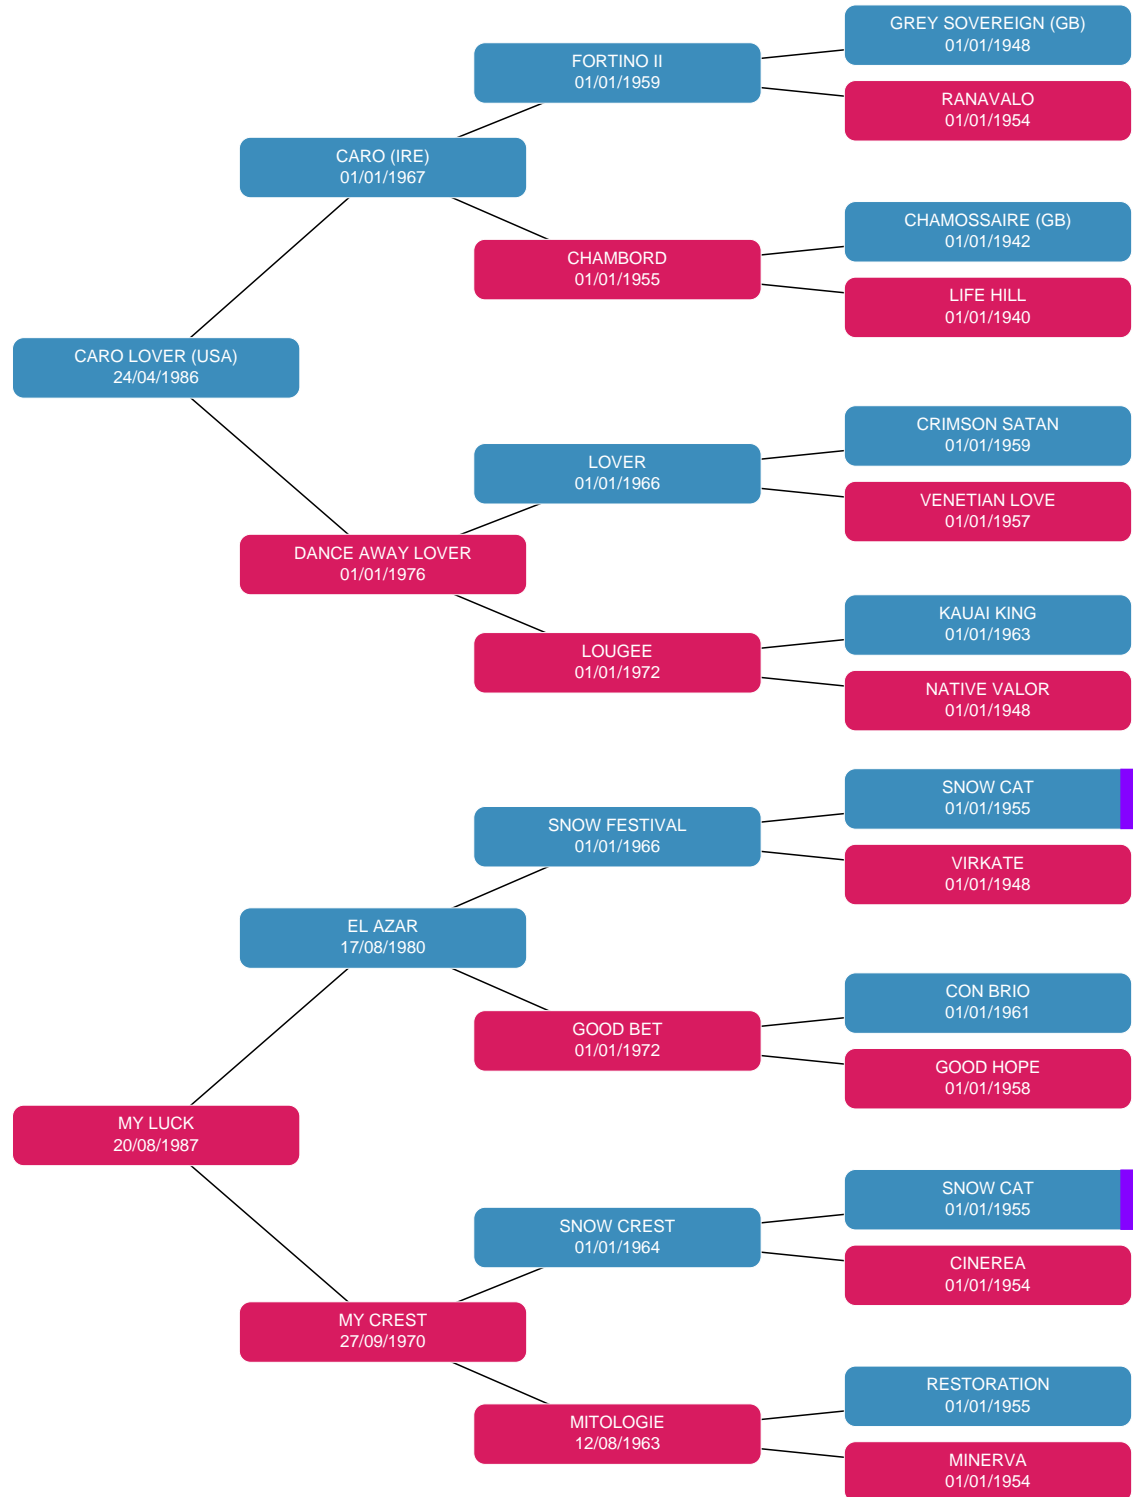 GREY SOVEREIGN (GB)
01/01/1948
FORTINO II
01/01/1959
RANAVALO
01/01/1954
CARO (IRE)
01/01/1967
CHAMOSSAIRE (GB)
01/01/1942
CHAMBORD
01/01/1955
LIFE HILL
01/01/1940
CARO LOVER (USA)
24/04/1986
CRIMSON SATAN
01/01/1959
LOVER
01/01/1966
VENETIAN LOVE
01/01/1957
DANCE AWAY LOVER
01/01/1976
KAUAI KING
01/01/1963
LOUGEE
01/01/1972
NATIVE VALOR
01/01/1948
SNOW CAT
01/01/1955
SNOW FESTIVAL
01/01/1966
VIRKATE
01/01/1948
EL AZAR
17/08/1980
CON BRIO
01/01/1961
GOOD BET
01/01/1972
GOOD HOPE
01/01/1958
MY LUCK
20/08/1987
SNOW CAT
01/01/1955
SNOW CREST
01/01/1964
CINEREA
01/01/1954
MY CREST
27/09/1970
RESTORATION
01/01/1955
MITOLOGIE
12/08/1963
MINERVA
01/01/1954